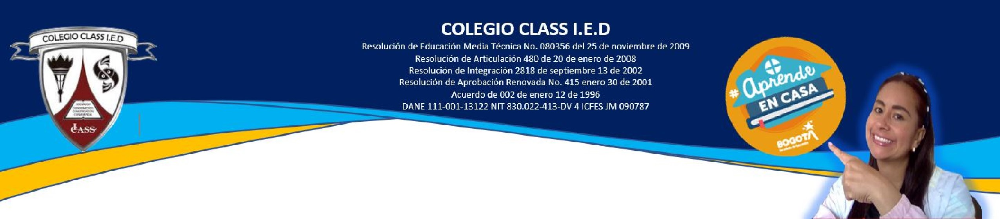 COLEGIO CLASS I.E.D
COLEGIO CLASS I.E.D
Resolución de Educación Media Técnica No. 080356 del 25 de noviembre de 2009
Resolución de Articulación 480 de 20 de enero de 2008
Resolución de Integración 2818 de septiembre 13 de 2002
Resolución de Aprobación Renovada No. 415 enero 30 de 2001
Acuerdo de 002 de enero 12 de 1996
DANE 111-001-13122 NIT 830.022-413-DV 4 ICFES JM 090787
CONOCIMIENTO
COMUNICACIÓN
CLASS
# aprende
EN CASA
BOGOTÁ